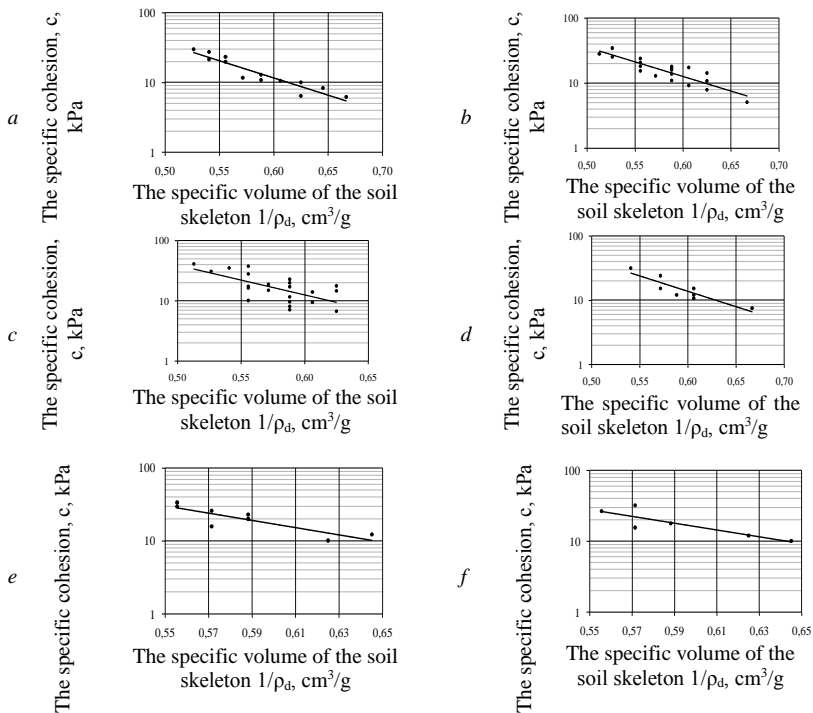 a
The specific cohesion, c,
kPa
100
10
1
0,50 0,55 0,60 0,65 0,70
The specific volume of the soil
skeleton 1/ρd, cm3/g
b
The specific cohesion, c,
kPa
100
10
1
0,50 0,55 0,60 0,65 0,70
The specific volume of the
soil skeleton 1/ρd, cm3/g
c
The specific cohesion,
c, kPa
100
10
1
0,50 0,55 0,60 0,65
The specific volume of the soil
skeleton 1/ρd, cm3/g
d
The specific cohesion,
c, kPa
100
10
1
0,50 0,55 0,60 0,65 0,70
The specific volume of the
soil skeleton 1/ρd, cm3/g
e
The specific cohesion, c, kPa
100
10
1
0,55 0,57 0,59 0,61 0,63 0,65
The specific volume of the soil
skeleton 1/ρd, cm3/g
f
The specific cohesion, c, kPa
100
10
1
0,55 0,57 0,59 0,61 0,63 0,65
The specific volume of the
soil skeleton 1/ρd, cm3/g